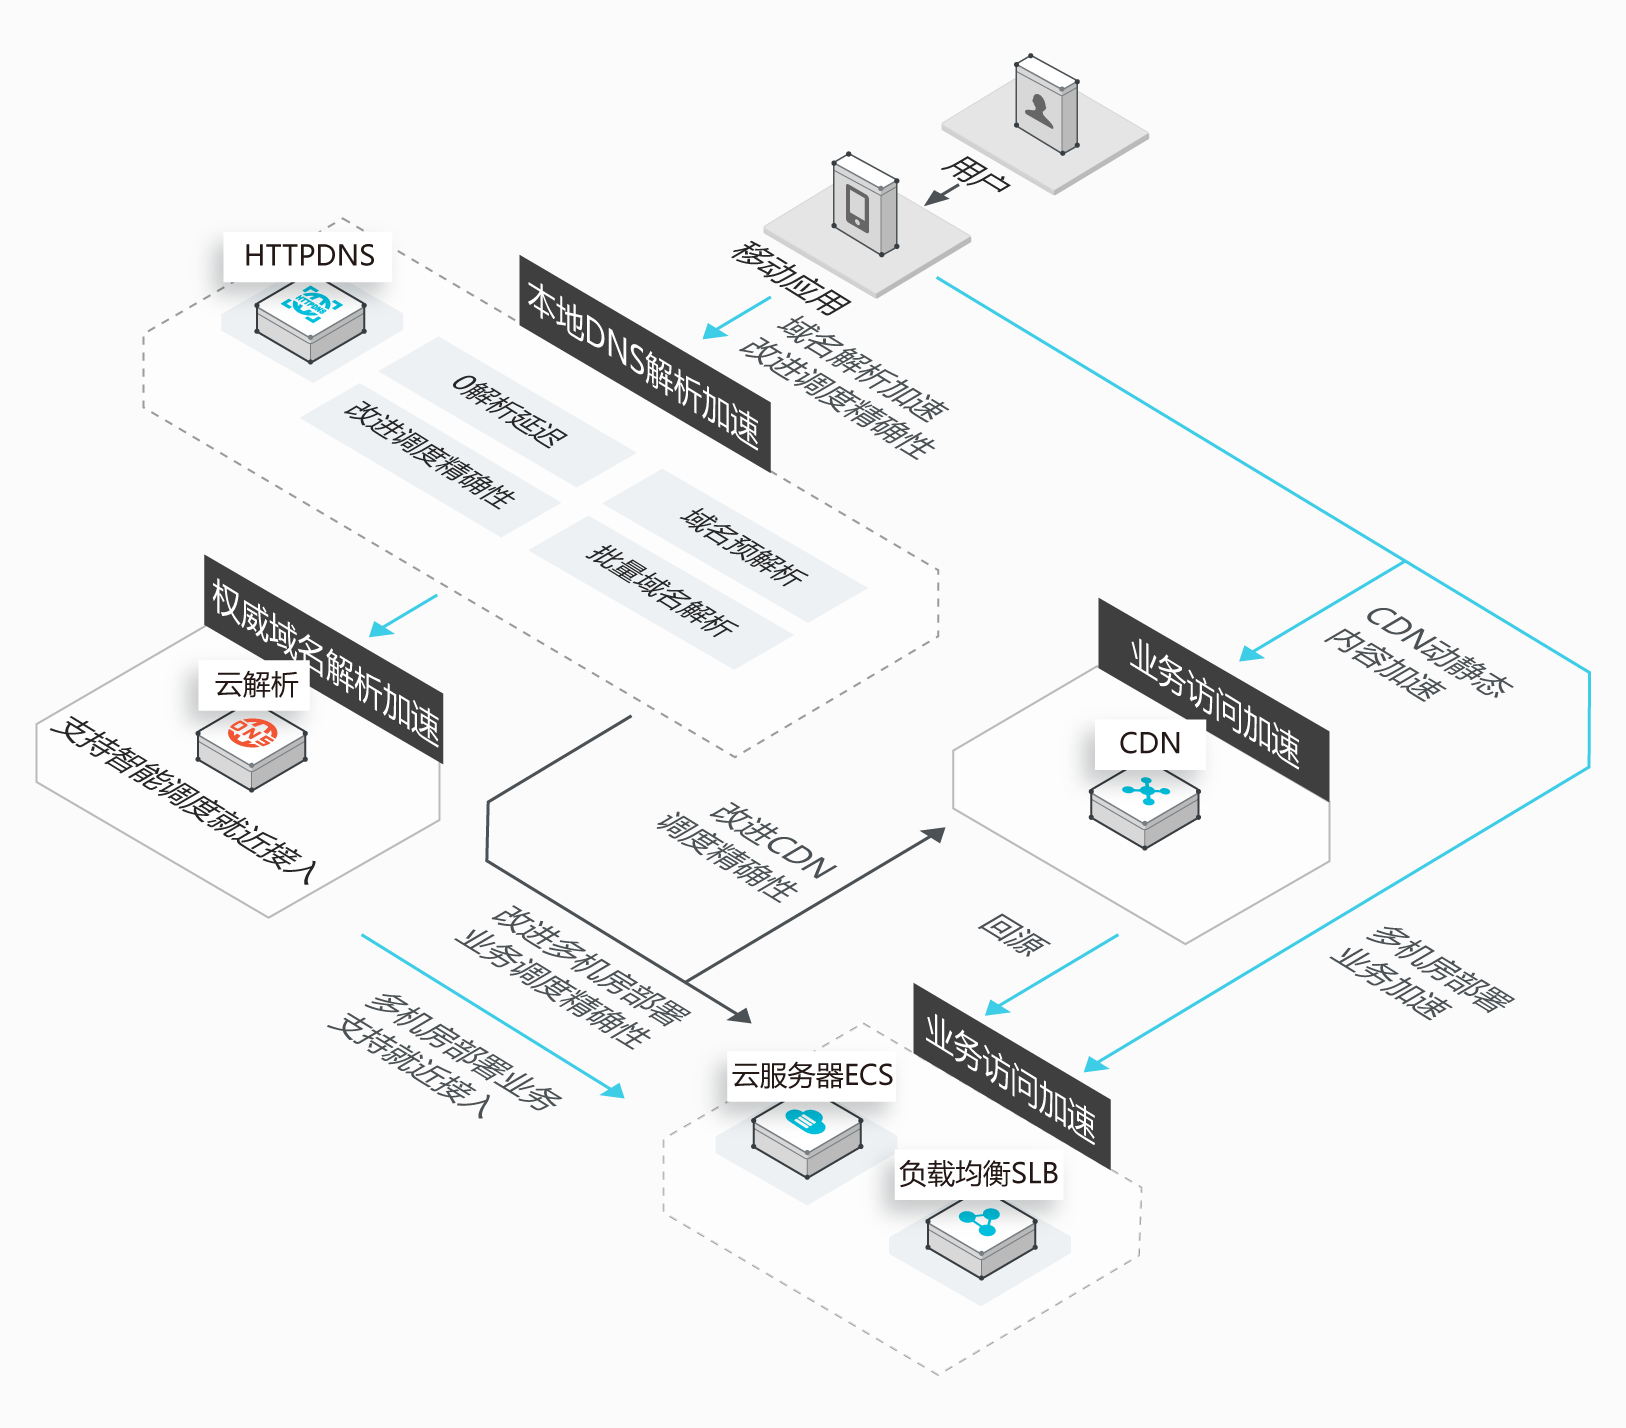 用户
移动应用
HTTPDNS
HTTPDNS
本地DNS解析加速
域名解析加速
改进调度精确性
0解析延迟
改进调度精确性
域名预解析
批量域名解析
权威域名解析加速
云解析
DNS
支持智能调度就近接入
CDN动静态
内容加速
业务访问加速
CDN
改进CDN
调度精确性
改进多机房部署
业务调度精确性
多机房部署业务
支持就近接入
回源
多机房部署
业务加速
业务访问加速
云服务器ECS
负载均衡SLB